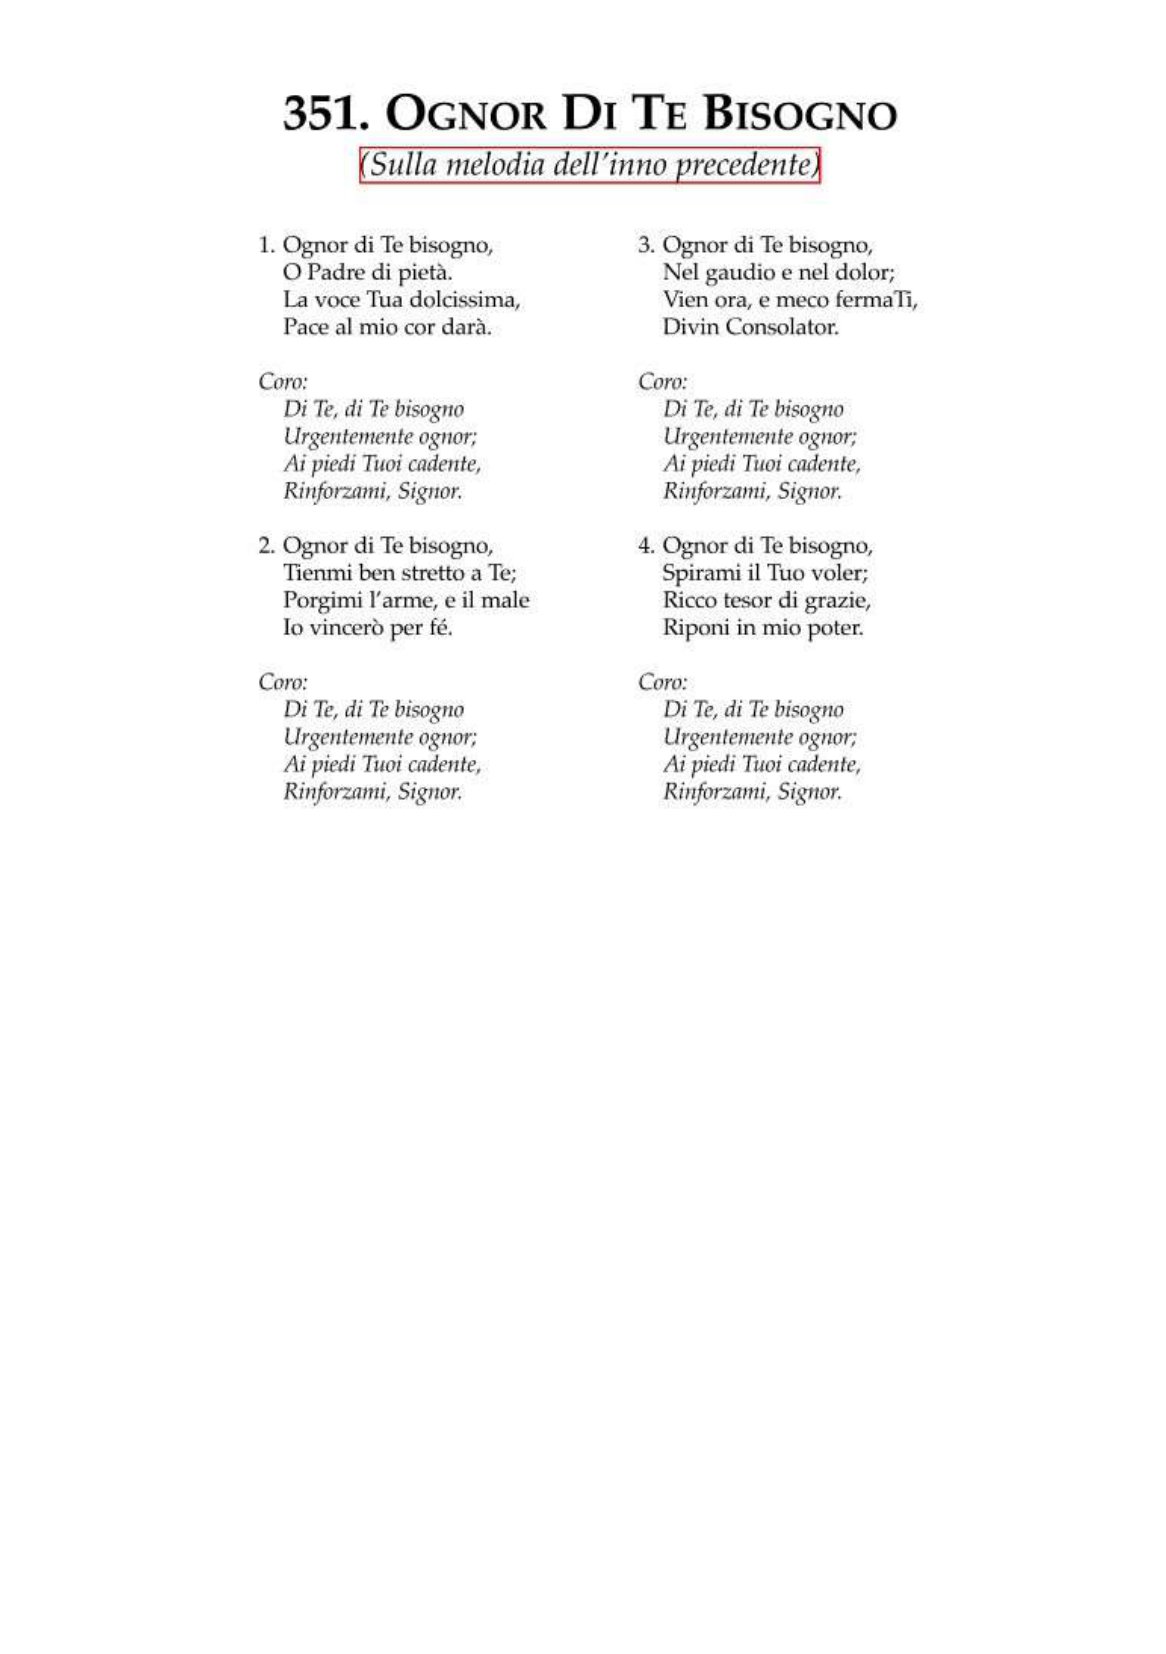 351. Ognor Di Te Bisogno
(Sulla melodia dell'inno precedente)
1. Ognor di Te bisogno,
O Padre di pietà.
La voce Tua dolcissima,
Pace al mio cor darà.
Coro:
Di Te, di Te bisogno
Urgentemente ognor;
Ai piedi Tuoi cadente,
Rinforzami, Signor.
2. Ognor di Te bisogno,
Tienmi ben stretto a Te;
Porgimi l'arme, e il male
Io vincerò per fé.
Coro:
Di Te, di Te bisogno
Urgentemente ognor;
Ai piedi Tuoi cadente,
Rinforzami, Signor.
3. Ognor di Te bisogno,
Nel gaudio e nel dolor;
Vien ora, e meco fermaTi,
Divin Consolator.
Coro:
Di Te, di Te bisogno
Urgentemente ognor;
Ai piedi Tuoi cadente,
Rinforzami, Signor.
4. Ognor di Te bisogno,
Spirami il Tuo voler;
Ricco tesor di grazie,
Riponi in mio poter.
Coro:
Di Te, di Te bisogno
Urgentemente ognor;
Ai piedi Tuoi cadente,
Rinforzami, Signor.